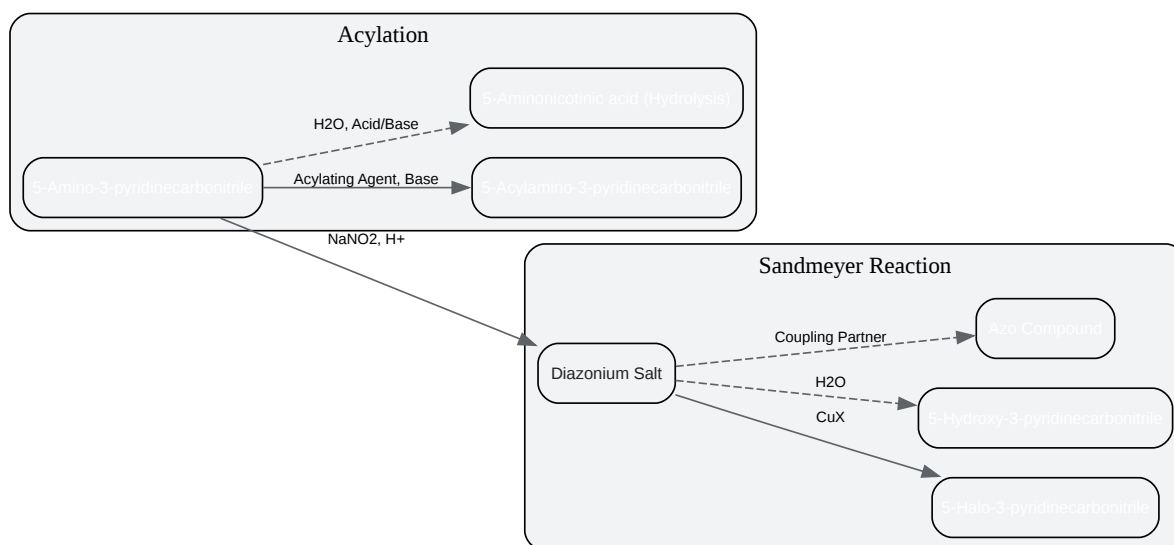 Acylation
5-Aminonicotinic acid (Hydrolysis)
H2O, Acid/Base
5-Amino-3-pyridinecarbonitrile
Acylating Agent, Base
5-Acylamino-3-pyridinecarbonitrile
NaNO2, H+
Sandmeyer Reaction
Azo Compound
Coupling Partner
Diazonium Salt
H2O
5-Hydroxy-3-pyridinecarbonitrile
CuX
5-Halo-3-pyridinecarbonitrile